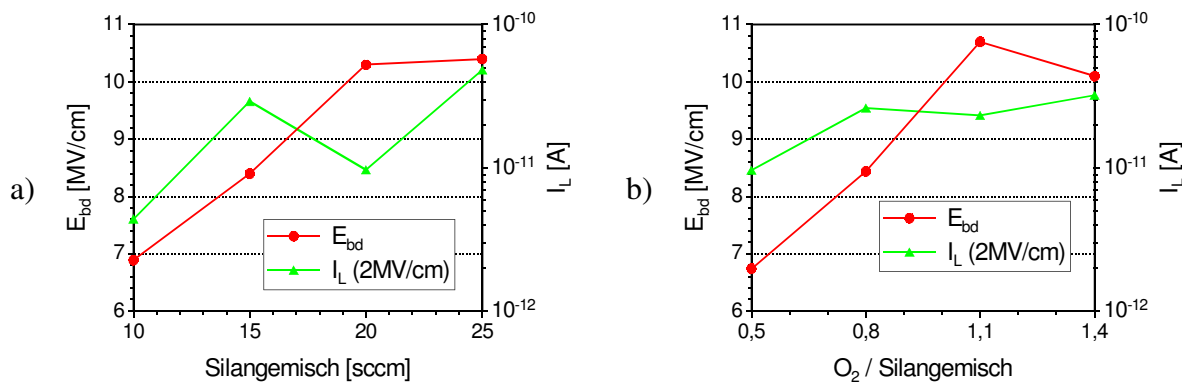 a)
E_bd [MV/cm]
11
10
9
8
7
6
10^-10
10^-11
10^-12
I_L [A]
E_bd
I_L (2MV/cm)
10 15 20 25
Silangemisch [sccm]
b)
E_bd [MV/cm]
11
10
9
8
7
6
10^-10
10^-11
10^-12
I_L [A]
E_bd
I_L (2MV/cm)
0,5 0,8 1,1 1,4
O_2 / Silangemisch